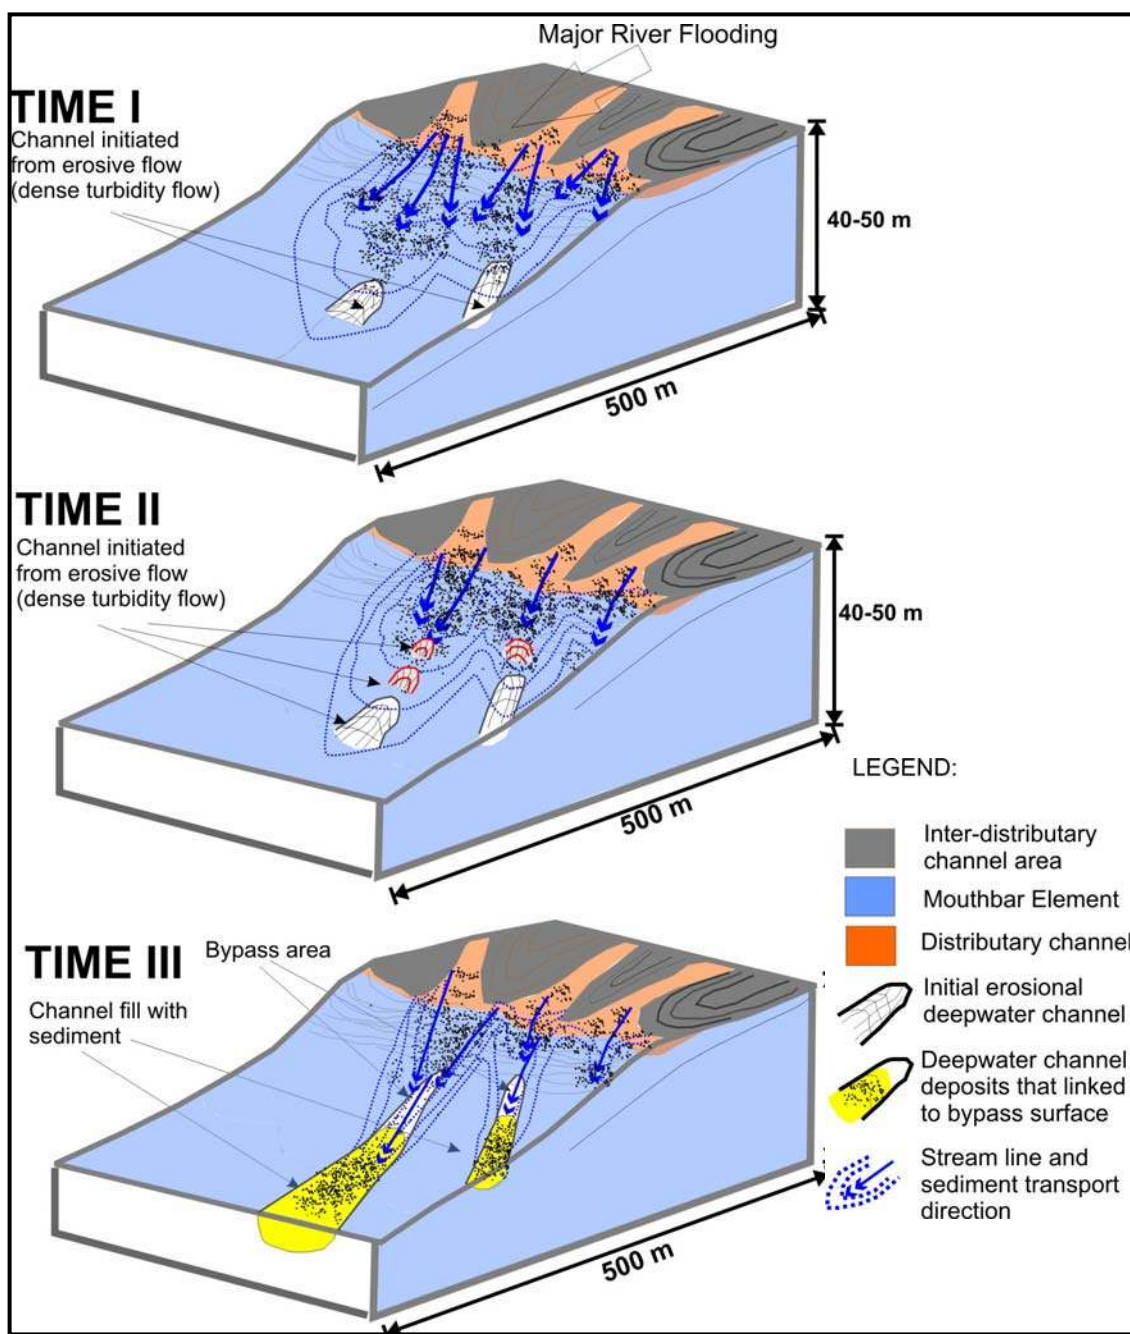 Major River Flooding
TIME I
Channel initiated
from erosive flow
(dense turbidity flow)
40-50 m
500 m
TIME II
Channel initiated
from erosive flow
(dense turbidity flow)
40-50 m
500 m
LEGEND:
Inter-distributary
channel area
Mouthbar Element
Distributary channel
Initial erosional
deepwater channel
Deepwater channel
deposits that linked
to bypass surface
Stream line and
sediment transport
direction
TIME III
Bypass area
Channel fill with
sediment
500 m